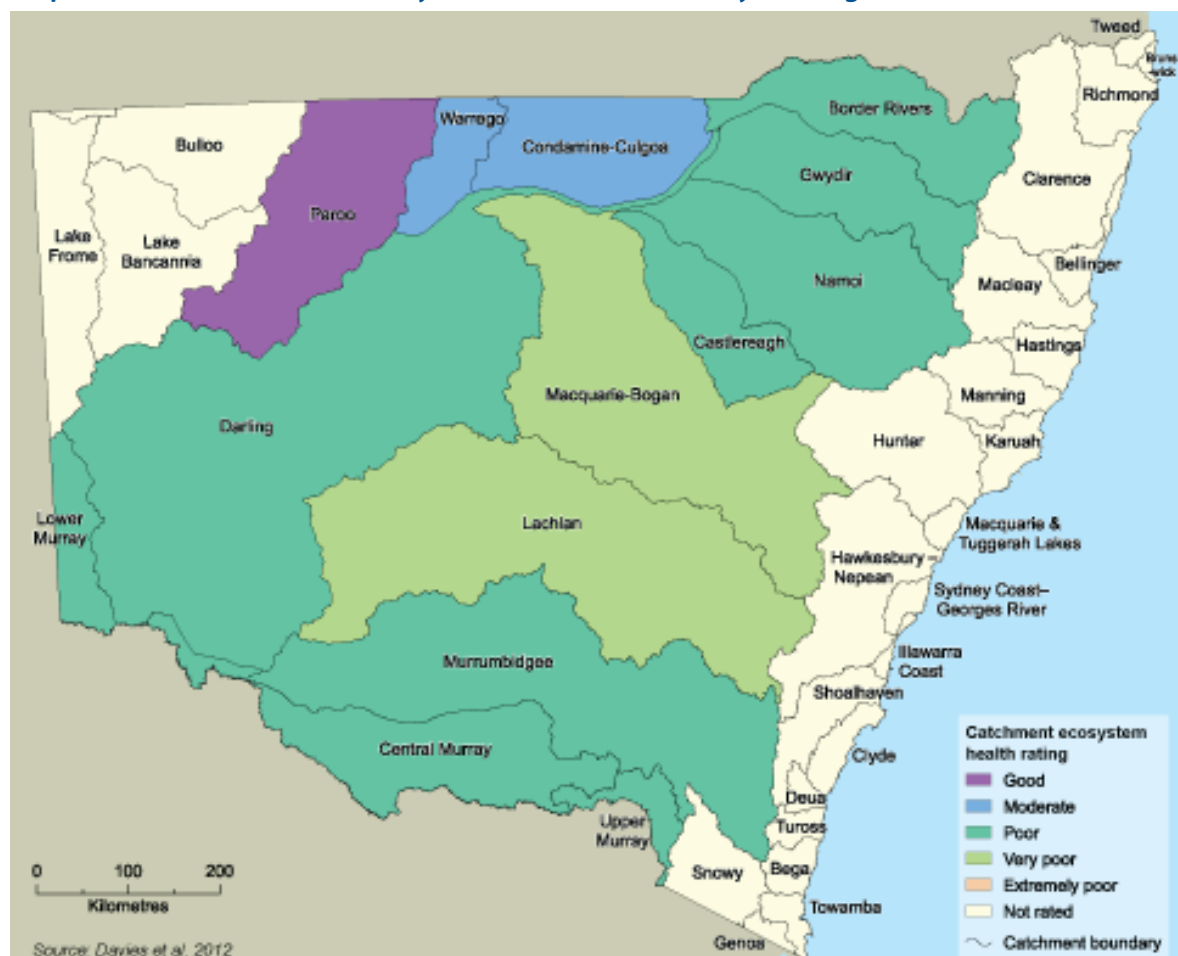 Tweed
Bruns-
wick
Richmond
Border Rivers
Warrego
Condamine-Culgoa
Bulloo
Gwydir
Clarence
Paroo
Lake
Frome
Lake
Bancannia
Bellinger
Namoi
Macleay
Castlereagh
Hastings
Macquarie-Bogan
Manning
Darling
Hunter
Karuah
Lower
Murray
Lachlan
Macquarie &
Tuggerah Lakes
Hawkesbury –
Nepean
Sydney Coast–
Georges River
Illawarra
Coast
Murrumbidgee
Shoalhaven
Central Murray
Clyde
Deua
Upper
Murray
Tuross
Snowy
Bega
Towamba
Genoa
Catchment ecosystem
health rating
Good
Moderate
Poor
Very poor
Extremely poor
Not rated
Catchment boundary
0 100 200
Kilometres
Source: Davies et al. 2012